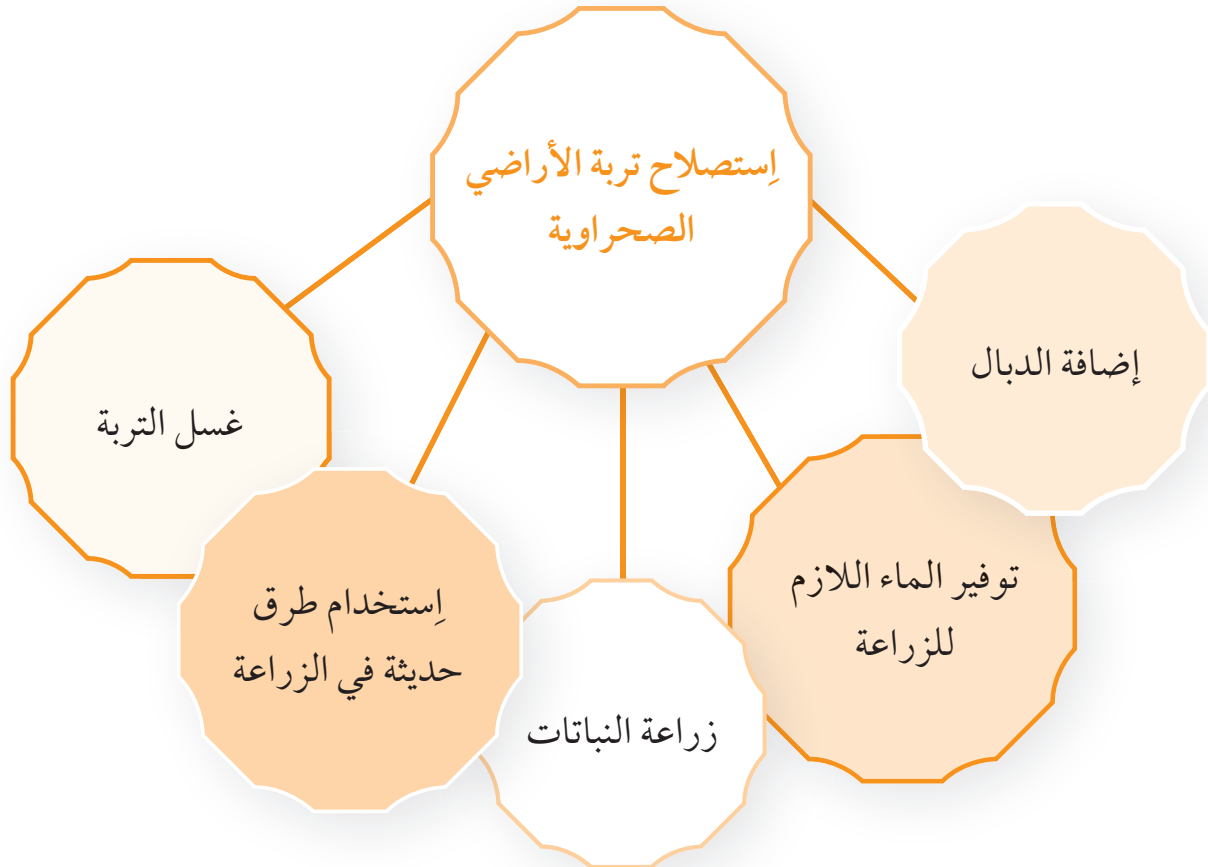 اِستصلاح تربة الأراضي
الصحراوية
إضافة الدبال
توفير الماء اللازم
للزراعة
زراعة النباتات
اِستخدام طرق
حديثة في الزراعة
غسل التربة